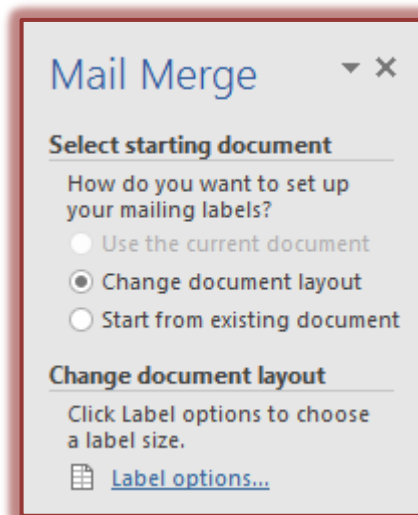 Mail Merge
Select starting document
How do you want to set up
your mailing labels?
Use the current document
Change document layout
Start from existing document
Change document layout
Click Label options to choose
a label size.
Label options...